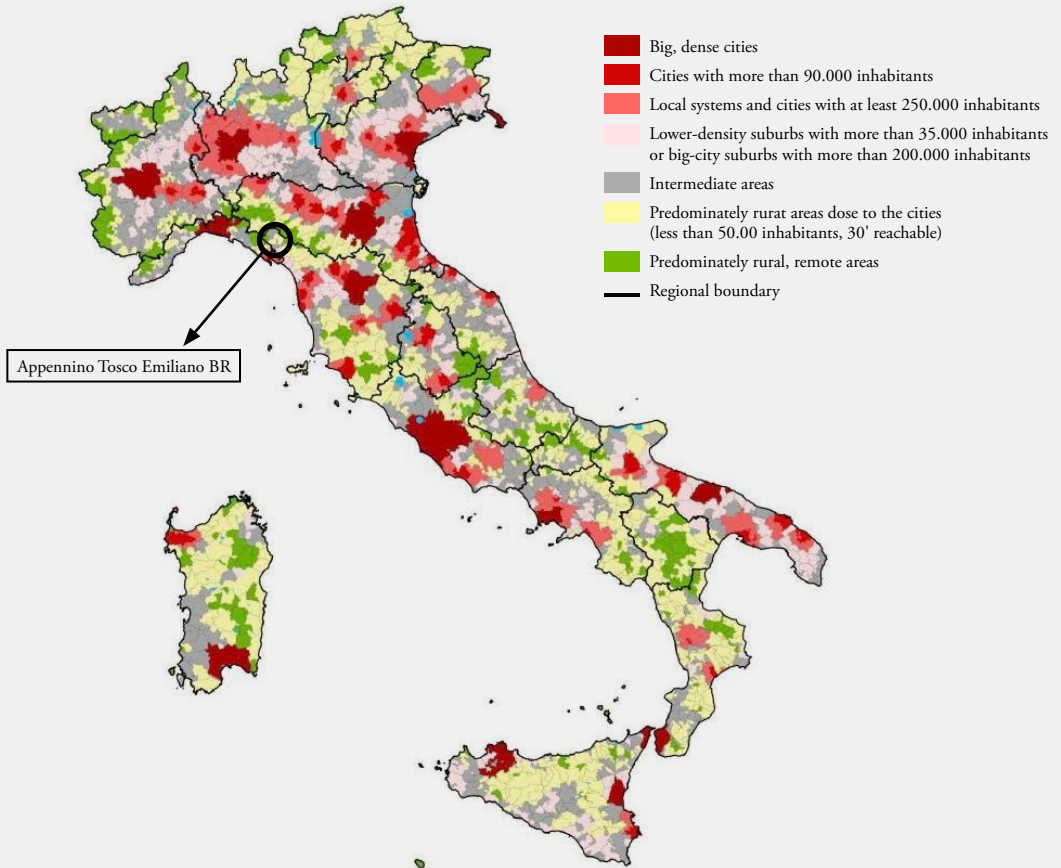 Big, dense cities
Cities with more than 90.000 inhabitants
Local systems and cities with at least 250.000 inhabitants
Lower-density suburbs with more than 35.000 inhabitants
or big-city suburbs with more than 200.000 inhabitants
Intermediate areas
Predominately rurat areas dose to the cities
(less than 50.00 inhabitants, 30' reachable)
Predominately rural, remote areas
Regional boundary
Appennino Tosco Emiliano BR